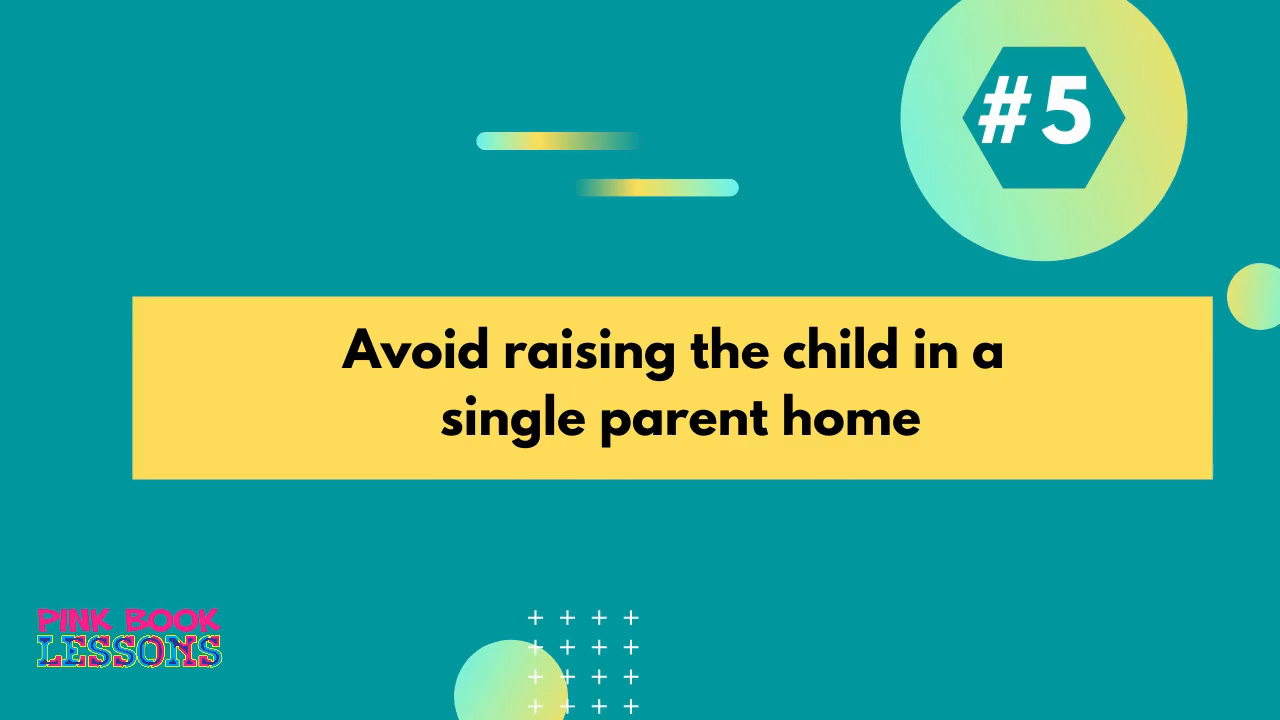 #5
Avoid raising the child in a
single parent home
PINK BOOK
LESSONS